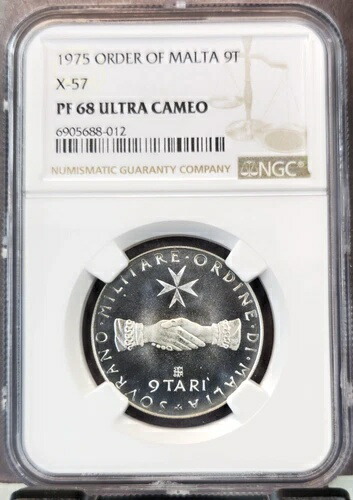 1975 ORDER OF MALTA 9T
X-57
PF 68 ULTRA CAMEO
6905688-012
NUMISMATIC GUARANTY COMPANY
NGC®
SOVRANO · MILITARE · ORDINE · DI · MALTA
9 TARI'